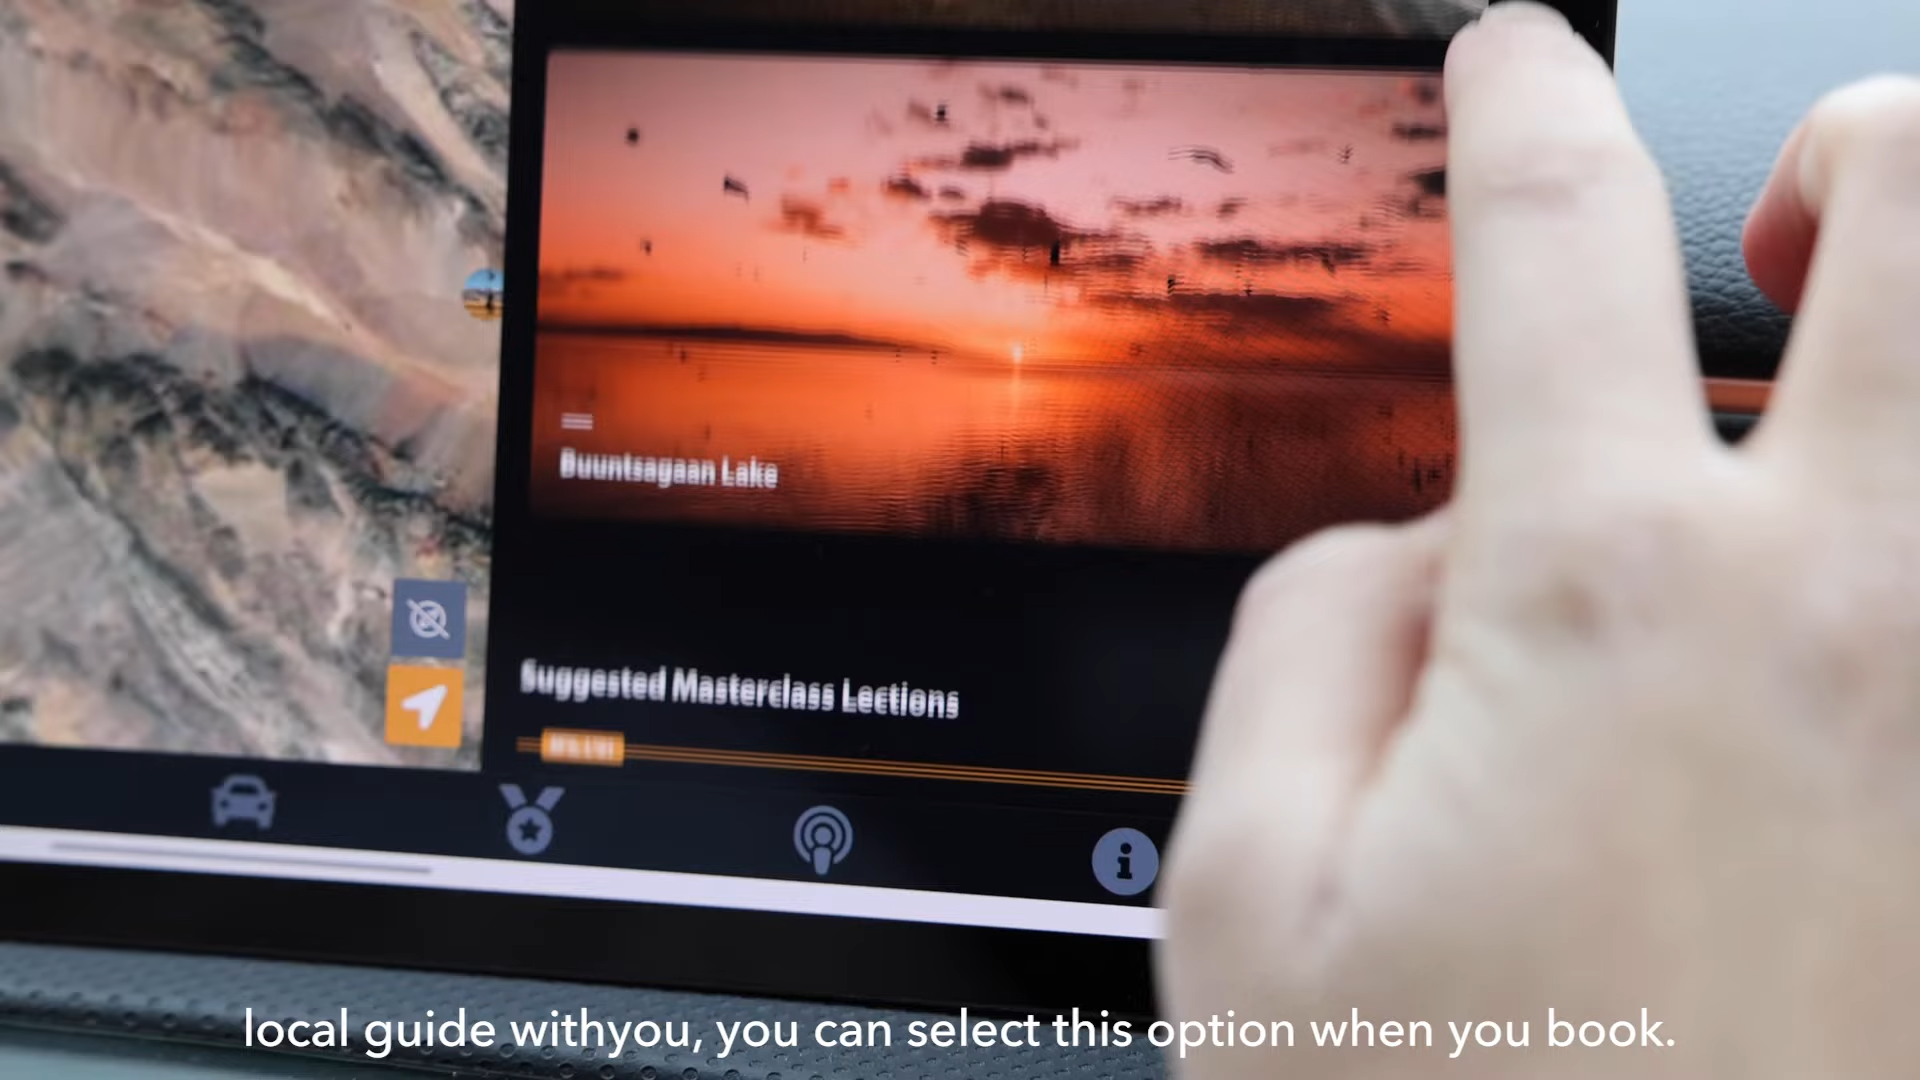 Buuntsagaan Lake
Suggested Masterclass Lections
local guide withyou, you can select this option when you book.